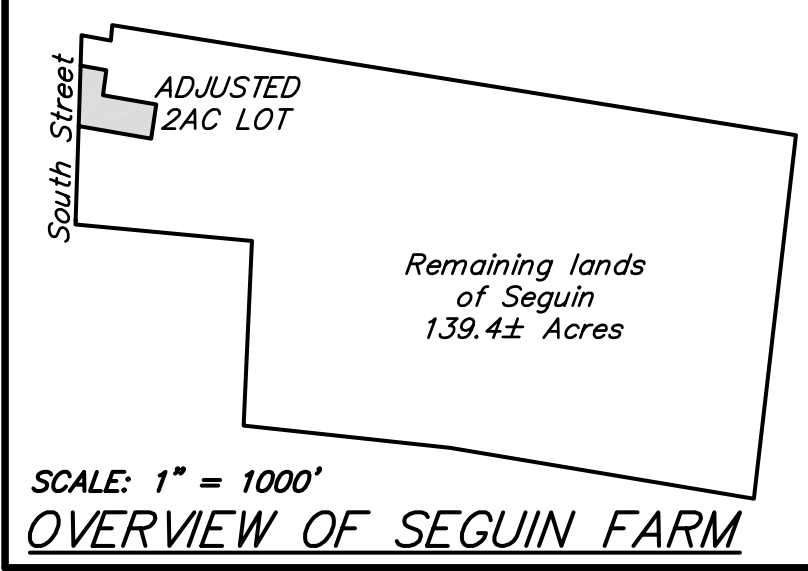 South Street
ADJUSTED
2AC LOT
Remaining lands
of Seguin
139.4± Acres
SCALE: 1" = 1000'
OVERVIEW OF SEGUIN FARM